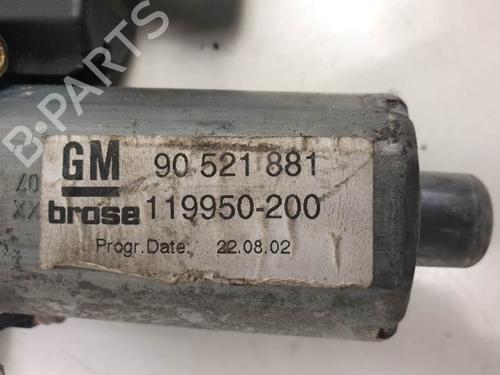 B-PARTS
GM 90 521 881
brose 119950-200
Progr.Date: 22.08.02